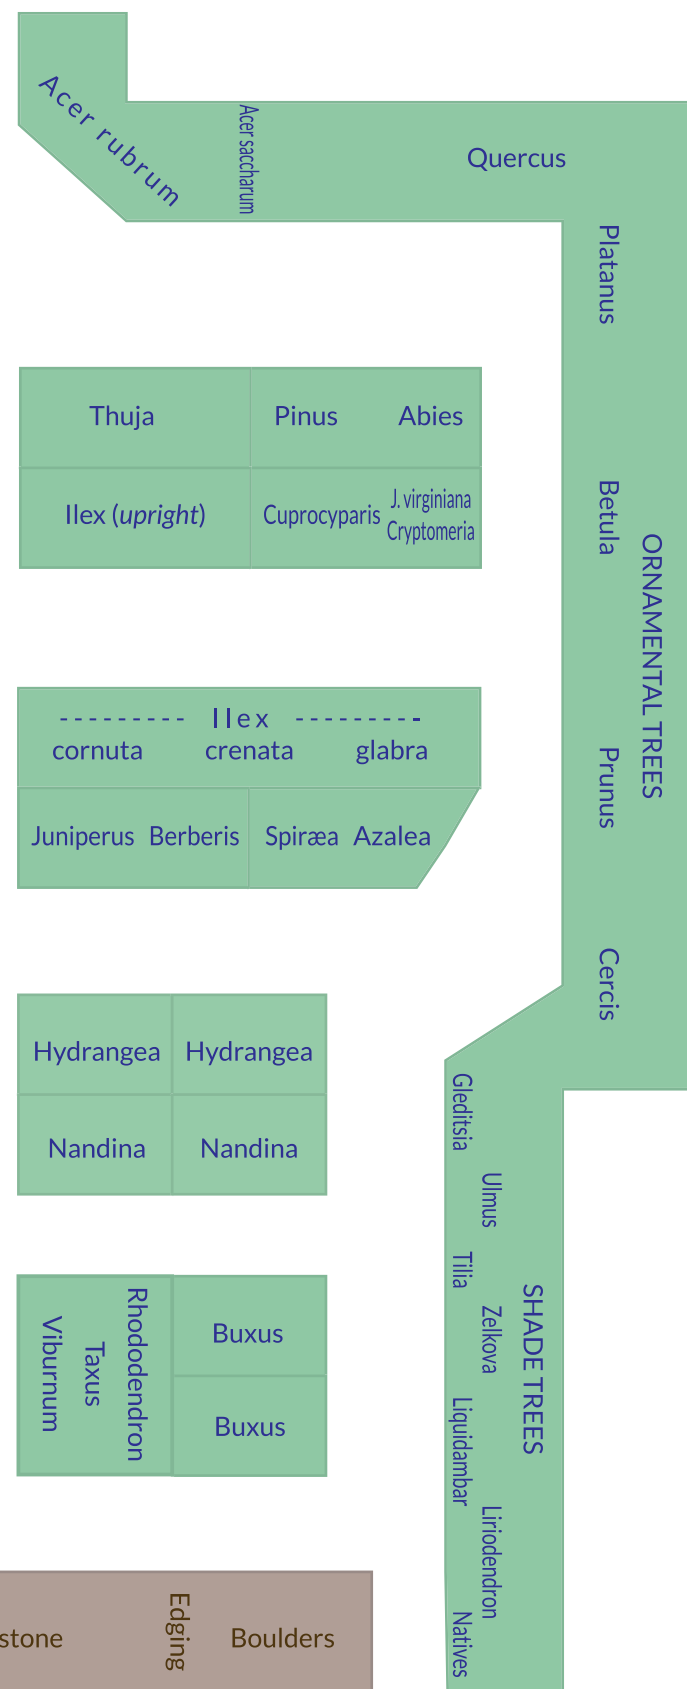 Acer rubrum
Acer saccharum
Quercus
Platanus
Thuja
Pinus
Abies
Ilex (upright)
Cuprocyparis
J. virginiana
Cryptomeria
Betula
ORNAMENTAL TREES
--------- Ilex ---------
cornuta crenata glabra
Juniperus Berberis
Spiræa Azalea
Prunus
Cercis
Hydrangea
Hydrangea
Nandina
Nandina
Gleditsia
Ulmus
Tilia
Zelkova
SHADE TREES
Liquidambar
Liriodendron
Natives
Rhododendron
Taxus
Viburnum
Buxus
Buxus
stone
Edging
Boulders